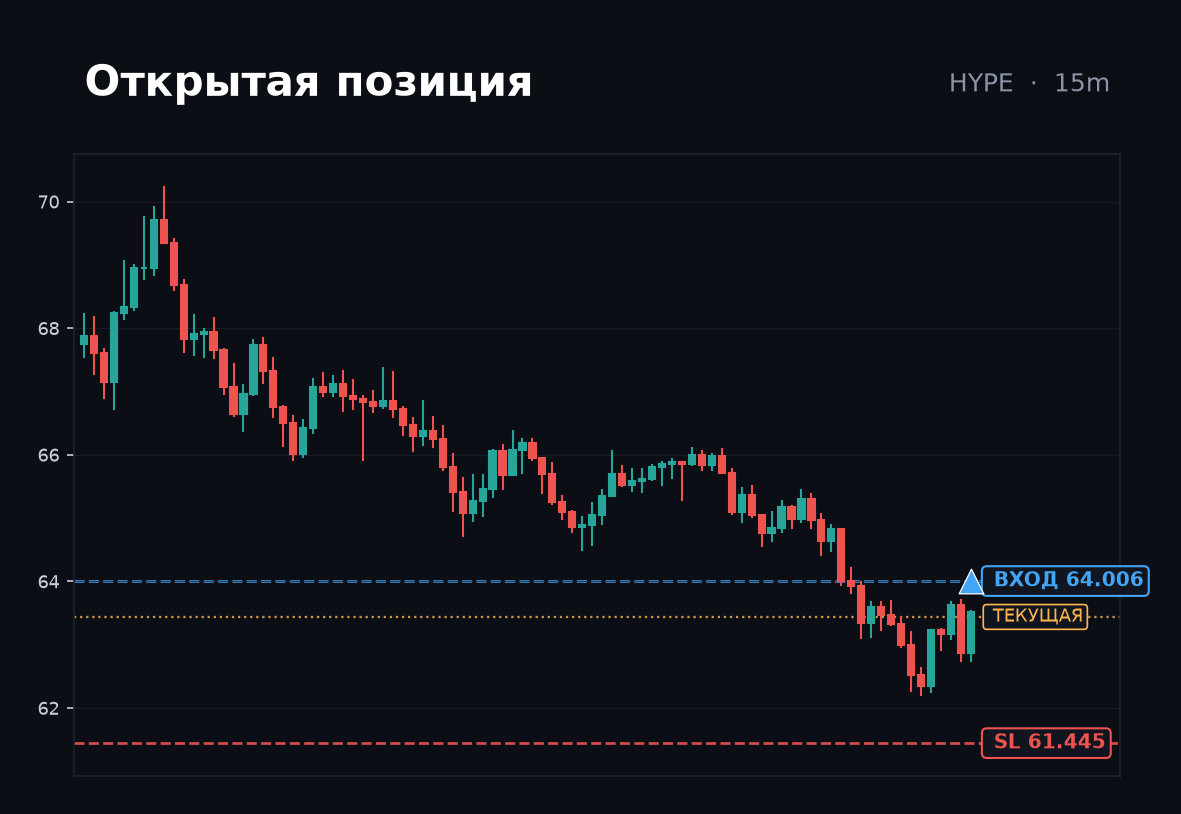 Открытая позиция
HYPE · 15m
70
68
66
64
62
ВХОД 64.006
ТЕКУЩАЯ
SL 61.445